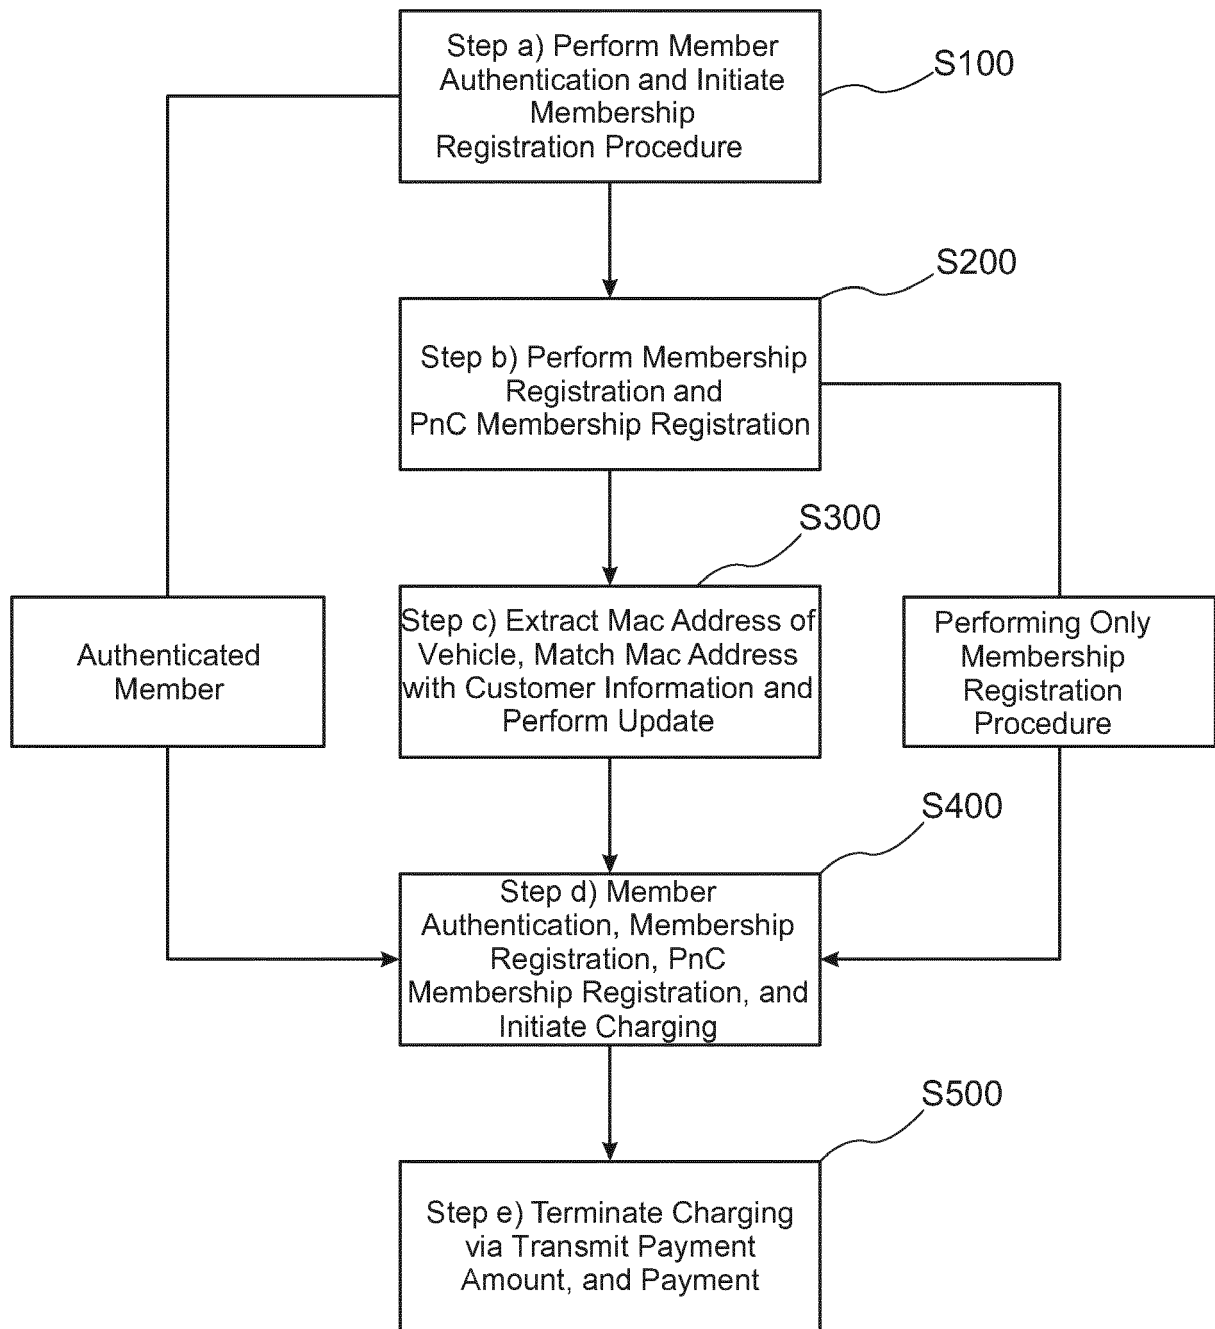 Step a) Perform Member
Authentication and Initiate
Membership
Registration Procedure
S100
S200
Step b) Perform Membership
Registration and
PnC Membership Registration
S300
Authenticated
Member
Step c) Extract Mac Address of
Vehicle, Match Mac Address
with Customer Information and
Perform Update
Performing Only
Membership
Registration
Procedure
S400
Step d) Member
Authentication, Membership
Registration, PnC
Membership Registration, and
Initiate Charging
S500
Step e) Terminate Charging
via Transmit Payment
Amount, and Payment